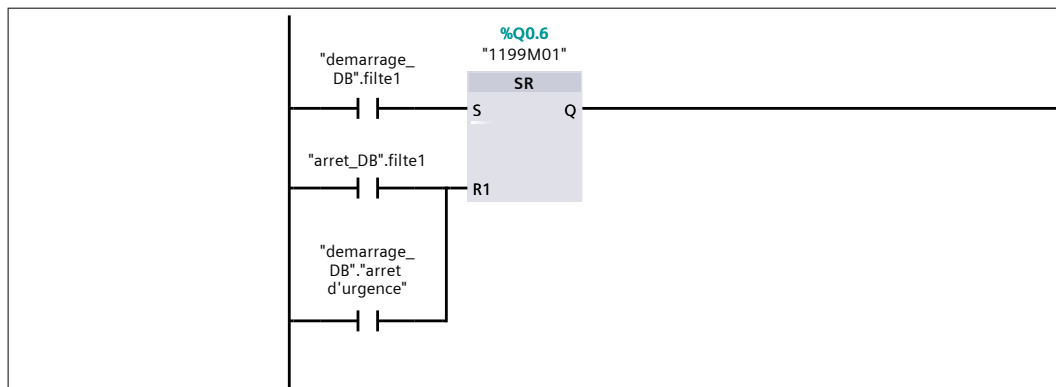 %Q0.6
"1199M01"
"demarrage_
DB".filte1
SR
S
Q
"arret_DB".filte1
R1
"demarrage_
DB"."arret
d'urgence"